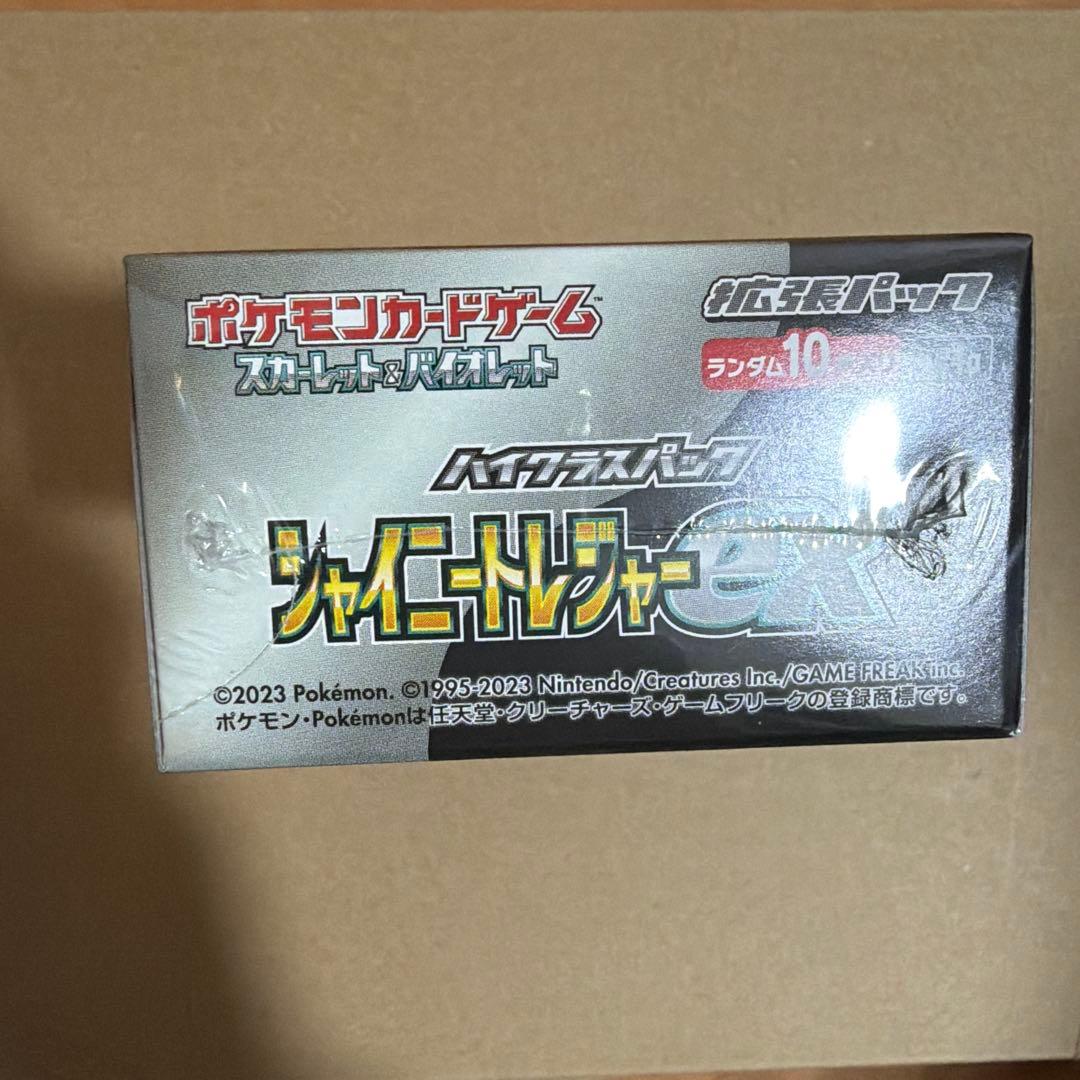 ポケモンカードゲーム™
スカーレット&バイオレット
拡張パック
ランダム10
ハイクラスパック
シャイニートレジャーex
©2023 Pokémon. ©1995-2023 Nintendo/Creatures Inc./GAME FREAK inc.
ポケモン・Pokémonは任天堂・クリーチャーズ・ゲームフリークの登録商標です。